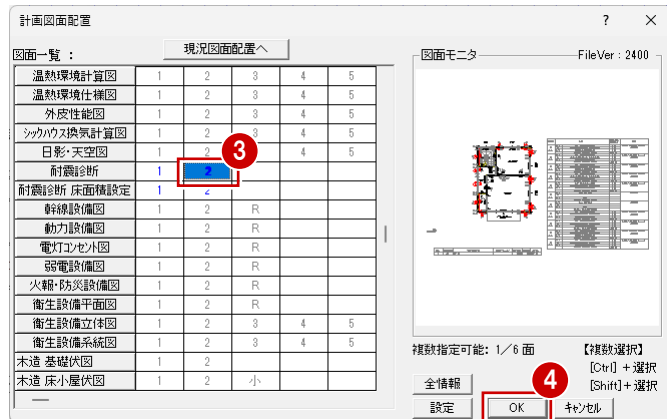 計画図面配置 ? ×
図面一覧 : 現況図面配置へ
温熱環境計算図 1 2 3 4 5
温熱環境仕様図 1 2 3 4 5
外皮性能図 1 2 3 4 5
シックハウス換気計算図 1 2 3 4 5
日影・天空図 1 2 4 5
3
耐震診断 1 2
耐震診断 床面積設定 1 2
幹線設備図 1 2 R
動力設備図 1 2 R
電灯コンセント図 1 2 R
弱電設備図 1 2 R
火報・防災設備図 1 2 R
衛生設備平面図 1 2 R
衛生設備立体図 1 2 3 4 5
衛生設備系統図 1 2 3 4 5
木造 基礎伏図 1 2
木造 床小屋伏図 1 2 小
図面モニタ FileVer : 2400
複数指定可能: 1/6 面 【複数選択】
[Ctrl] +選択
全情報 4 [Shift]+選択
設定 OK キャンセル